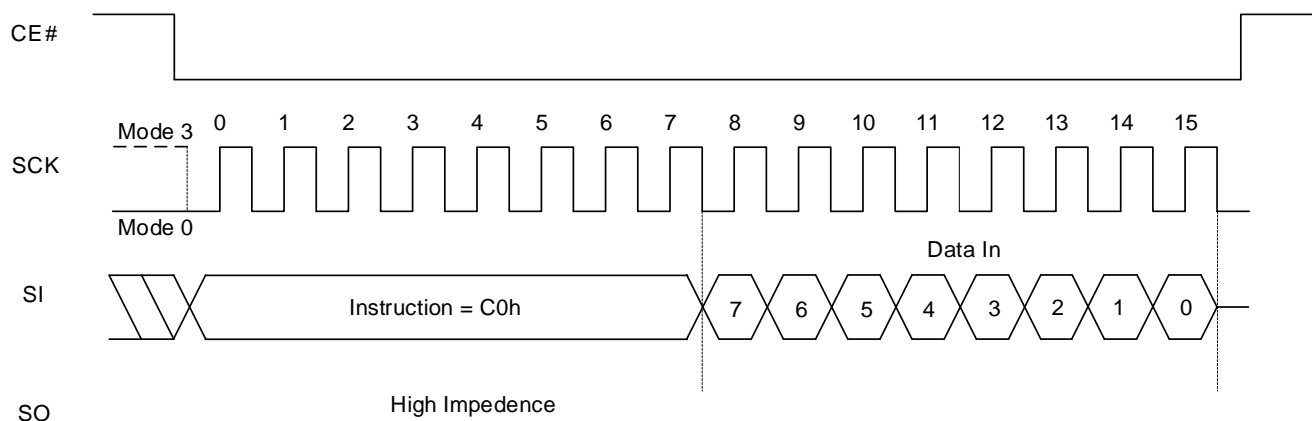 CE#
Mode 3
0 1 2 3 4 5 6 7 8 9 10 11 12 13 14 15
SCK
Mode 0
Data In
SI
Instruction = C0h
7 6 5 4 3 2 1 0
High Impedence
SO